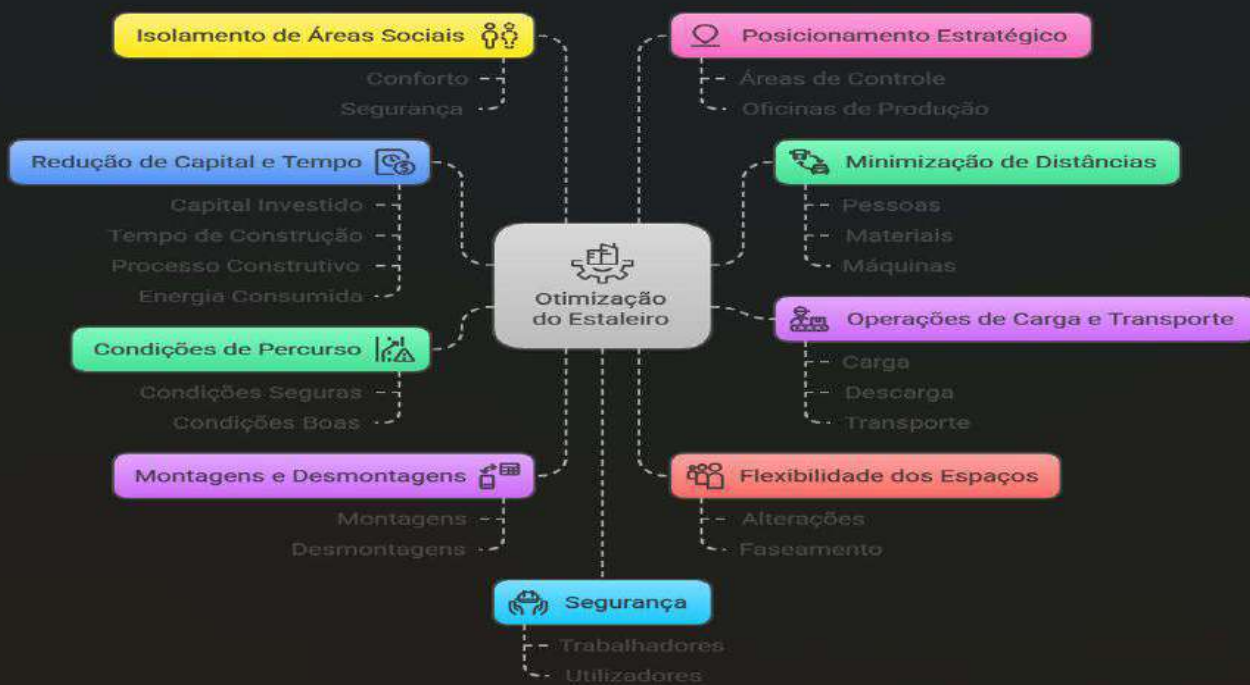 Isolamento de Áreas Sociais
Conforto
Segurança
Redução de Capital e Tempo
Capital Investido
Tempo de Construção
Processo Construtivo
Energia Consumida
Condições de Percurso
Condições Seguras
Condições Boas
Montagens e Desmontagens
Montagens
Desmontagens
Otimização
do Estaleiro
Posicionamento Estratégico
Áreas de Controle
Oficinas de Produção
Minimização de Distâncias
Pessoas
Materiais
Máquinas
Operações de Carga e Transporte
Carga
Descarga
Transporte
Flexibilidade dos Espaços
Alterações
Faseamento
Segurança
Trabalhadores
Utilizadores